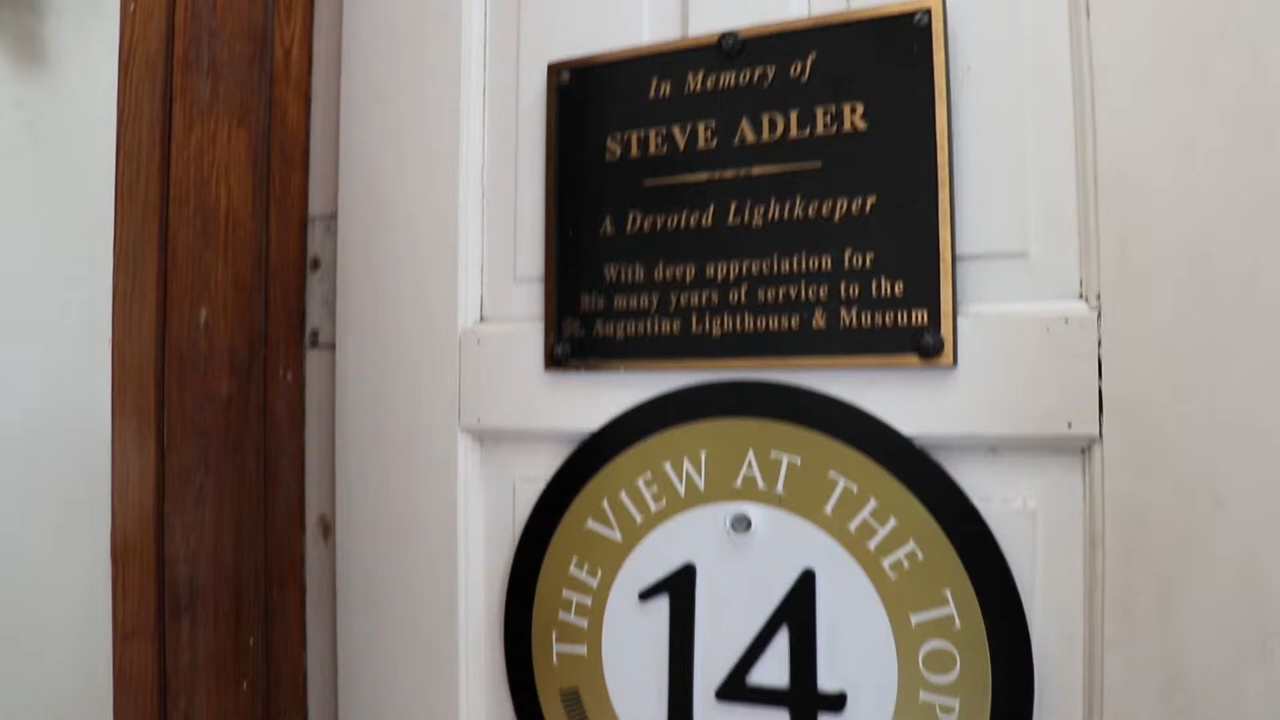 In Memory of
STEVE ADLER
A Devoted Lightkeeper
With deep appreciation for
his many years of service to the
St. Augustine Lighthouse & Museum
THE VIEW AT THE TOP
14